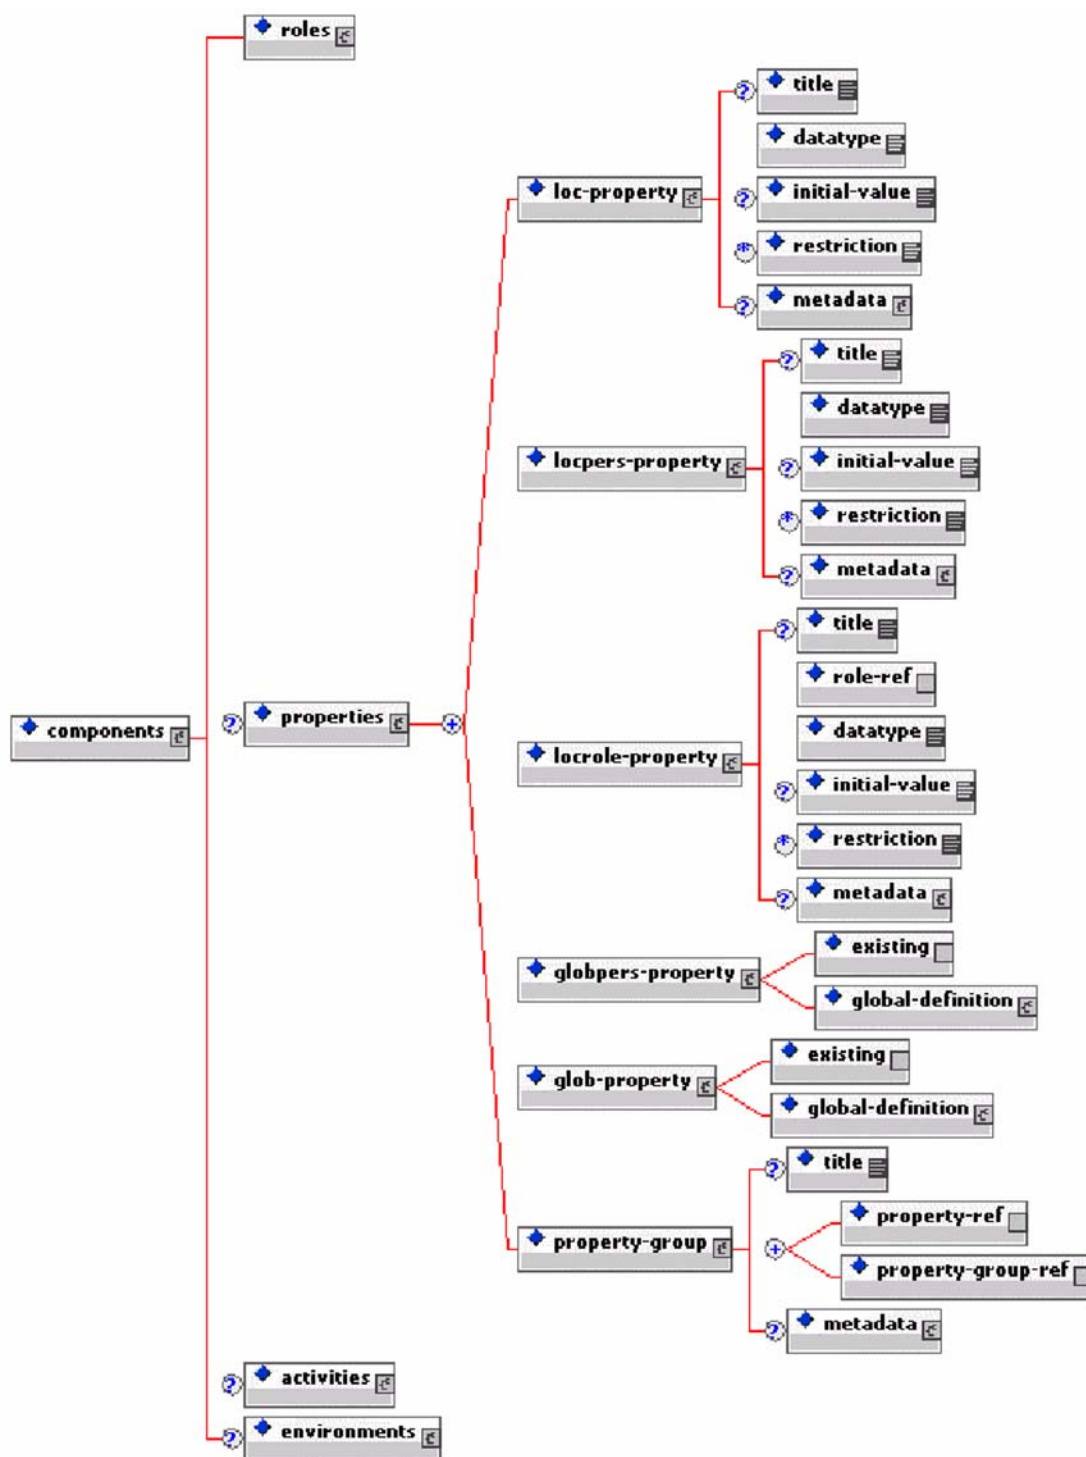 roles
? title
datatype
loc-property
? initial-value
* restriction
? metadata
? title
datatype
locpers-property
? initial-value
* restriction
? metadata
? title
role-ref
components
? properties
+
datatype
locrole-property
? initial-value
* restriction
? metadata
existing
globpers-property
global-definition
existing
glob-property
global-definition
? title
property-ref
property-group
+
property-group-ref
? metadata
? activities
? environments